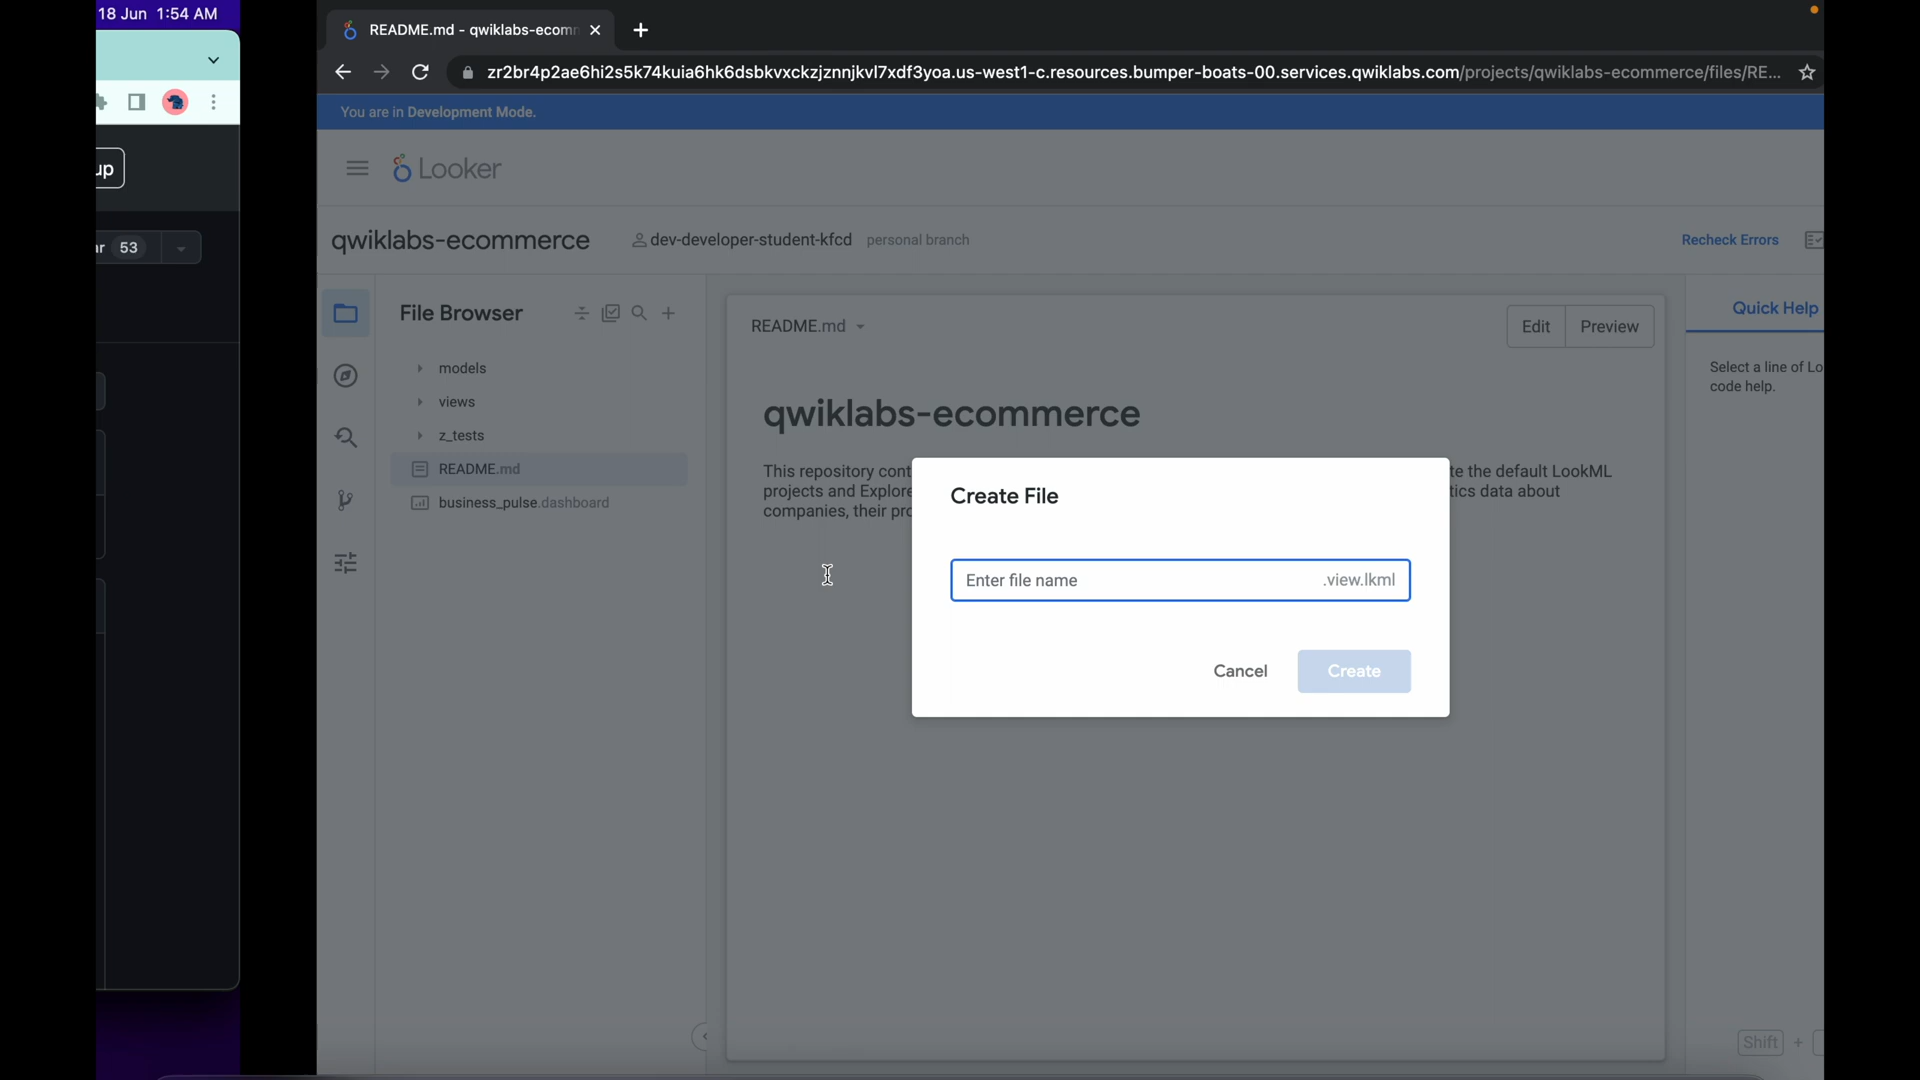 18 Jun 1:54 AM
up
ar 53
README.md - qwiklabs-ecom
zr2br4p2ae6hi2s5k74kuia6hk6dsbkvxckzjznnjkvl7xdf3yoa.us-west1-c.resources.bumper-boats-00.services.qwiklabs.com/projects/qwiklabs-ecommerce/files/RE...
You are in Development Mode.
Looker
qwiklabs-ecommerce dev-developer-student-kfcd personal branch Recheck Errors
File Browser
models
views
z_tests
README.md
business_pulse.dashboard
README.md Edit Preview
qwiklabs-ecommerce
This repository cont te the default LookML
projects and Explore tics data about
companies, their pro
Create File
Enter file name .view.lkml
Cancel Create
Quick Help
Select a line of Lo
code help.
Shift +